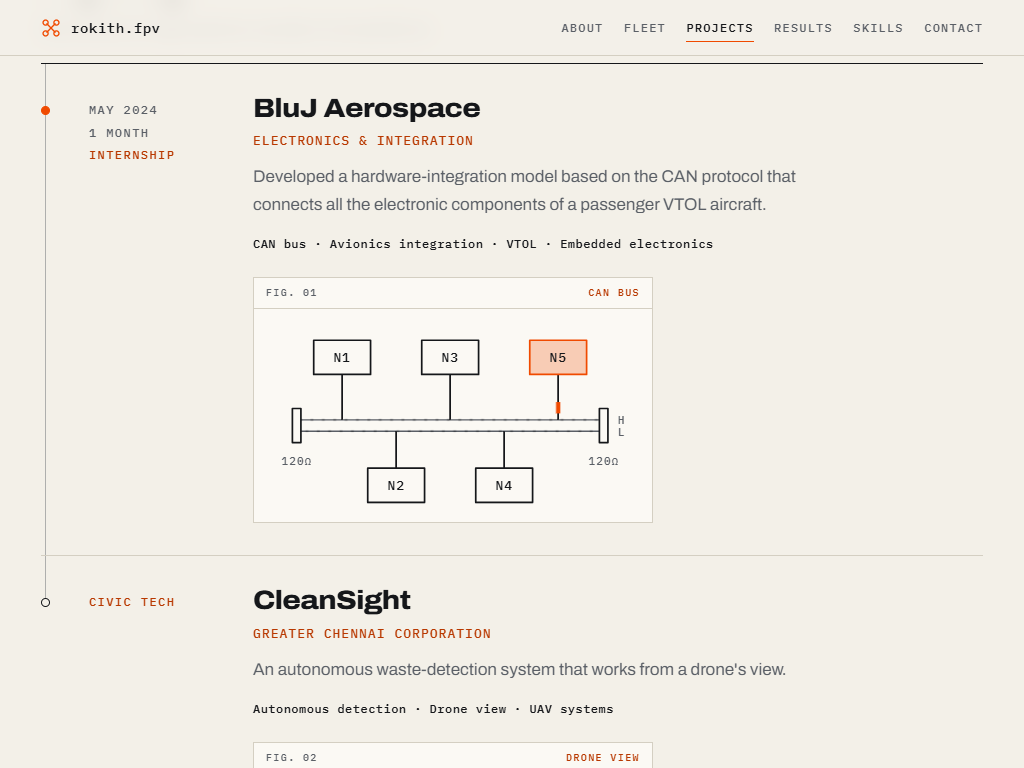 rokith.fpv
ABOUT FLEET PROJECTS RESULTS SKILLS CONTACT
MAY 2024
1 MONTH
INTERNSHIP
BluJ Aerospace
ELECTRONICS & INTEGRATION
Developed a hardware-integration model based on the CAN protocol that
connects all the electronic components of a passenger VTOL aircraft.
CAN bus · Avionics integration · VTOL · Embedded electronics
FIG. 01 CAN BUS
N1 N3 N5
H
L
120Ω 120Ω
N2 N4
CIVIC TECH
CleanSight
GREATER CHENNAI CORPORATION
An autonomous waste-detection system that works from a drone's view.
Autonomous detection · Drone view · UAV systems
FIG. 02 DRONE VIEW